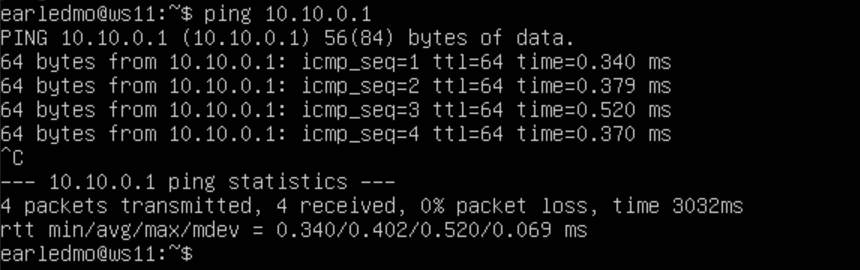 earledmo@ws11:~$ ping 10.10.0.1
PING 10.10.0.1 (10.10.0.1) 56(84) bytes of data.
64 bytes from 10.10.0.1: icmp_seq=1 ttl=64 time=0.340 ms
64 bytes from 10.10.0.1: icmp_seq=2 ttl=64 time=0.379 ms
64 bytes from 10.10.0.1: icmp_seq=3 ttl=64 time=0.520 ms
64 bytes from 10.10.0.1: icmp_seq=4 ttl=64 time=0.370 ms
^C
--- 10.10.0.1 ping statistics ---
4 packets transmitted, 4 received, 0% packet loss, time 3032ms
rtt min/avg/max/mdev = 0.340/0.402/0.520/0.069 ms
earledmo@ws11:~$